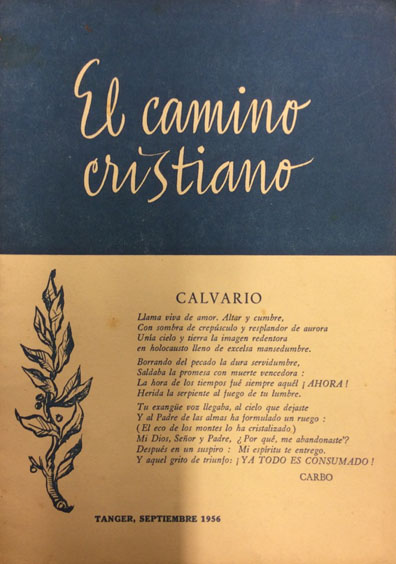 El camino
cristiano
CALVARIO
Llama viva de amor. Altar y cumbre,
Con sombra de crepúsculo y resplandor de aurora
Unía cielo y tierra la imagen redentora
en holocausto lleno de excelsa mansedumbre.
Borrando del pecado la dura servidumbre,
Saldaba la promesa con muerte vencedora :
La hora de los tiempos fué siempre aquél ¡AHORA!
Herida la serpiente al fuego de tu lumbre.
Tu exangüe voz llegaba, al cielo que dejaste
Y al Padre de las almas ha formulado un ruego :
(El eco de los montes lo ha cristalizado.)
Mi Dios, Señor y Padre, ¿Por qué, me abandonaste'?
Después en un suspiro : Mi espíritu te entrego.
Y aquel grito de triunfo: ¡YA TODO ES CONSUMADO!
CARBO
TANGER, SEPTIEMBRE 1956